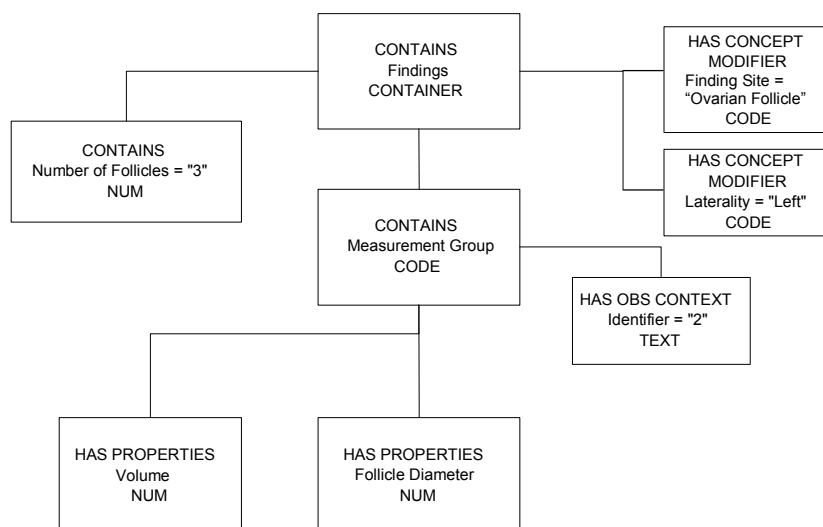 CONTAINS
Findings
CONTAINER
HAS CONCEPT
MODIFIER
Finding Site =
“Ovarian Follicle”
CODE
CONTAINS
Number of Follicles = "3"
NUM
HAS CONCEPT
MODIFIER
Laterality = "Left"
CODE
CONTAINS
Measurement Group
CODE
HAS OBS CONTEXT
Identifier = "2"
TEXT
HAS PROPERTIES
Volume
NUM
HAS PROPERTIES
Follicle Diameter
NUM